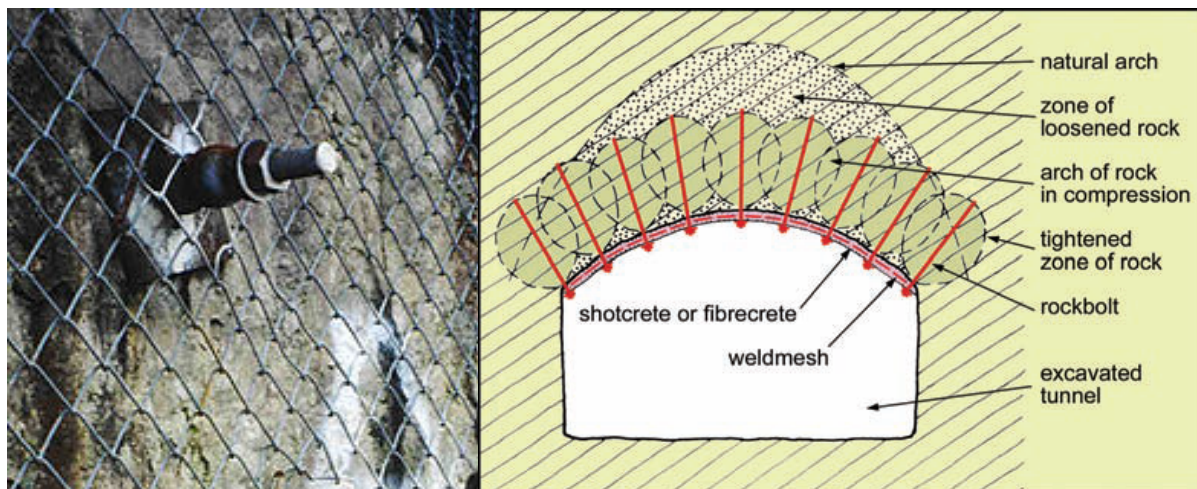 natural arch
zone of
loosened rock
arch of rock
in compression
tightened
zone of rock
rockbolt
shotcrete or fibrecrete
weldmesh
excavated
tunnel